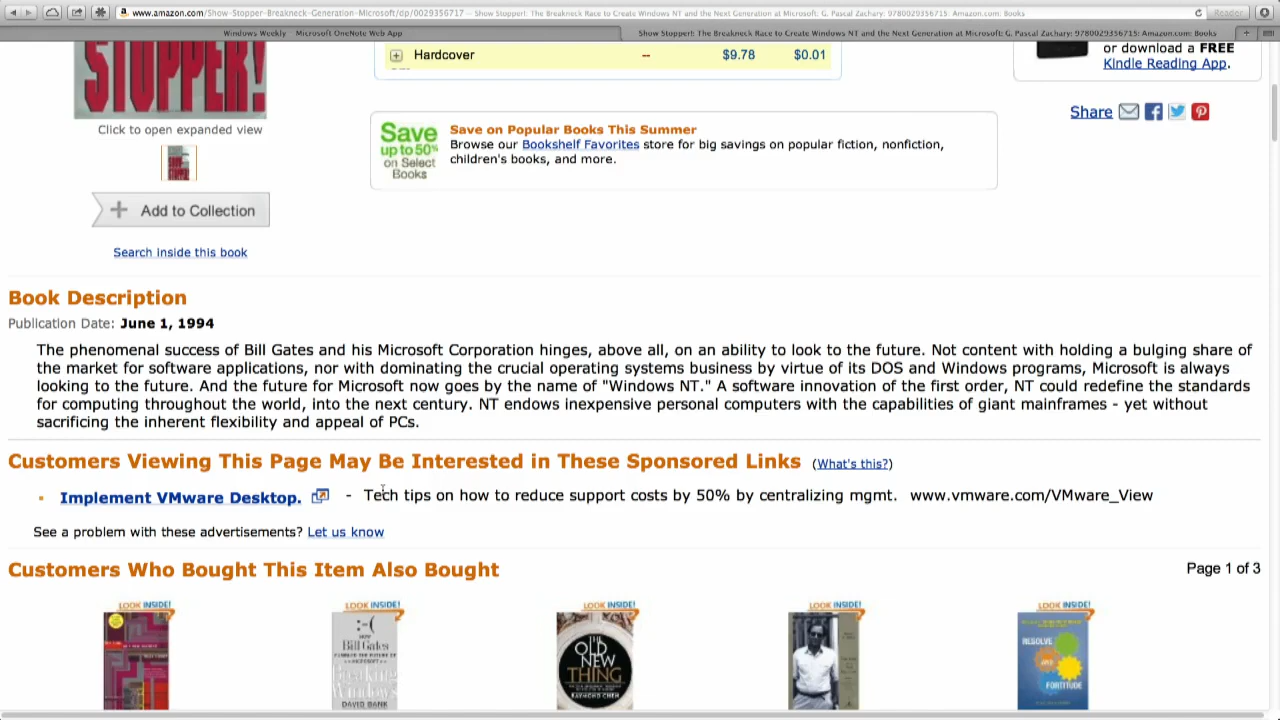 www.amazon.com/Show-Stopper-Breakneck-Generation-Microsoft/dp/0029356717 — Show Stopper!: The Breakneck Race to Create Windows NT and the Next Generation at Microsoft: G. Pascal Zachary: 9780029356715: Amazon.com: Books
Reader
Windows Weekly
Microsoft OneNote Web App
Show Stopper!: The Breakneck Race to Create Windows NT and the Next Generation at Microsoft: G. Pascal Zachary: 9780029356715: Amazon.com: Books
STOPPER!
Hardcover -- $9.78 $0.01
or download a FREE
Kindle Reading App.
Share
Click to open expanded view
Save up to 50% on Select Books
Save on Popular Books This Summer
Browse our Bookshelf Favorites store for big savings on popular fiction, nonfiction,
children's books, and more.
Add to Collection
Search inside this book
Book Description
Publication Date: June 1, 1994
The phenomenal success of Bill Gates and his Microsoft Corporation hinges, above all, on an ability to look to the future. Not content with holding a bulging share of
the market for software applications, nor with dominating the crucial operating systems business by virtue of its DOS and Windows programs, Microsoft is always
looking to the future. And the future for Microsoft now goes by the name of "Windows NT." A software innovation of the first order, NT could redefine the standards
for computing throughout the world, into the next century. NT endows inexpensive personal computers with the capabilities of giant mainframes - yet without
sacrificing the inherent flexibility and appeal of PCs.
Customers Viewing This Page May Be Interested in These Sponsored Links (What's this?)
Implement VMware Desktop. - Tech tips on how to reduce support costs by 50% by centralizing mgmt. www.vmware.com/VMware_View
See a problem with these advertisements? Let us know
Customers Who Bought This Item Also Bought
Page 1 of 3
LOOK INSIDE!
LOOK INSIDE!
:-(
HOW
Bill Gates
Breaking
Windows
DAVID BANK
LOOK INSIDE!
THE
OLD
NEW
THING
RAYMOND CHEN
LOOK INSIDE!
LOOK INSIDE!
RESOLVE
AND
FORTITUDE